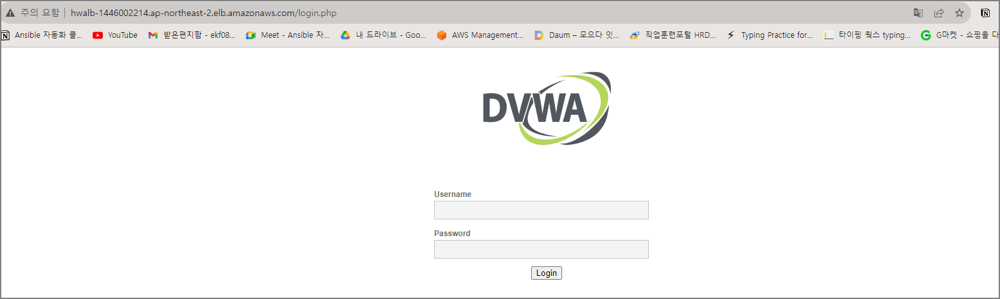 주의 요함 | hwalb-1446002214.ap-northeast-2.elb.amazonaws.com/login.php
Ansible 자동화 클... YouTube 받은편지함 - ekf08... Meet - Ansible 자... 내 드라이브 - Goo... AWS Management... Daum – 모으다 잇... 직업훈련포털 HRD... Typing Practice for... 타이핑 웍스 typing... G마켓 - 쇼핑을 다
DVWA
Username
Password
Login